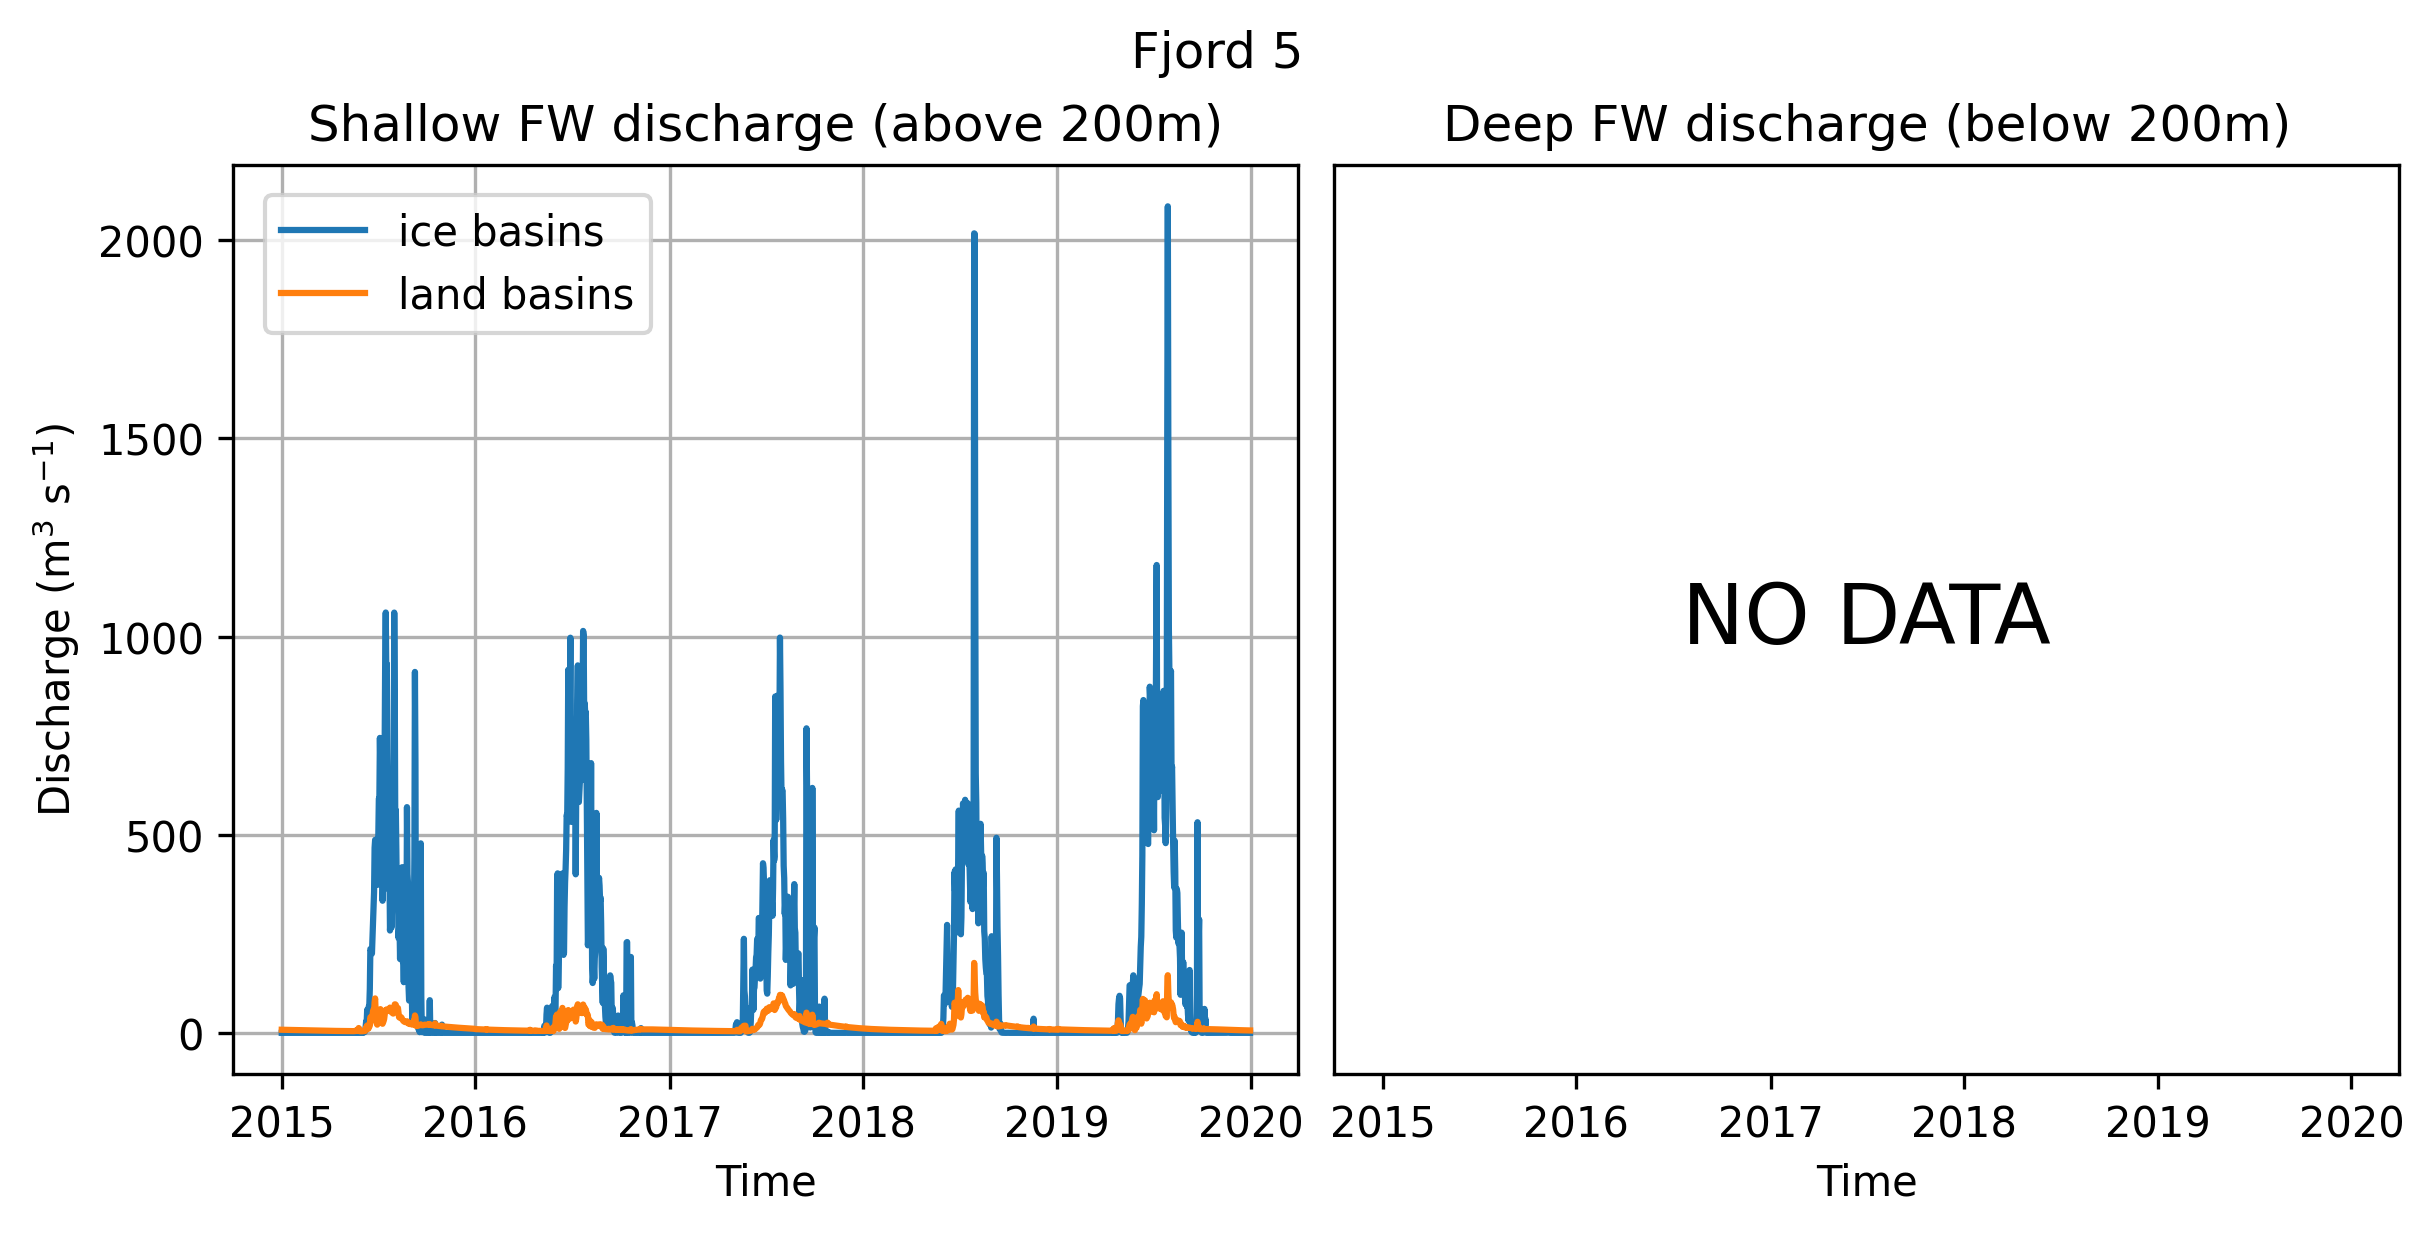 Fjord 5
Shallow FW discharge (above 200m)
ice basins
land basins
2000
1500
1000
500
0
Discharge (m³ s⁻¹)
2015 2016 2017 2018 2019 2020
Time
Deep FW discharge (below 200m)
NO DATA
2015 2016 2017 2018 2019 2020
Time